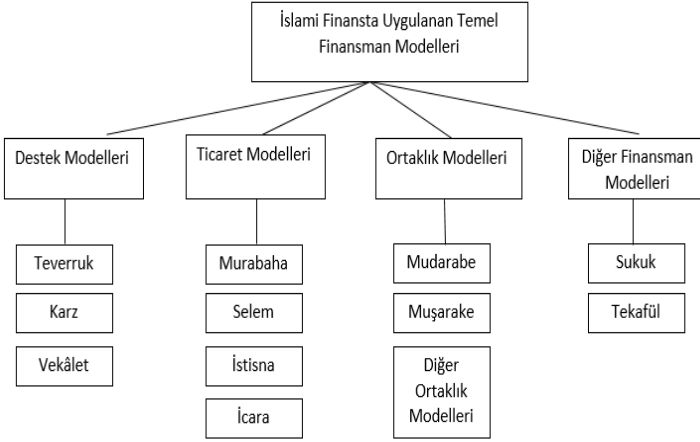 İslami Finansta Uygulanan Temel
Finansman Modelleri
Destek Modelleri
Ticaret Modelleri
Ortaklık Modelleri
Diğer Finansman
Modelleri
Teverruk
Karz
Vekâlet
Murabaha
Selem
İstisna
İcara
Mudarabe
Muşarake
Diğer
Ortaklık
Modelleri
Sukuk
Tekafül